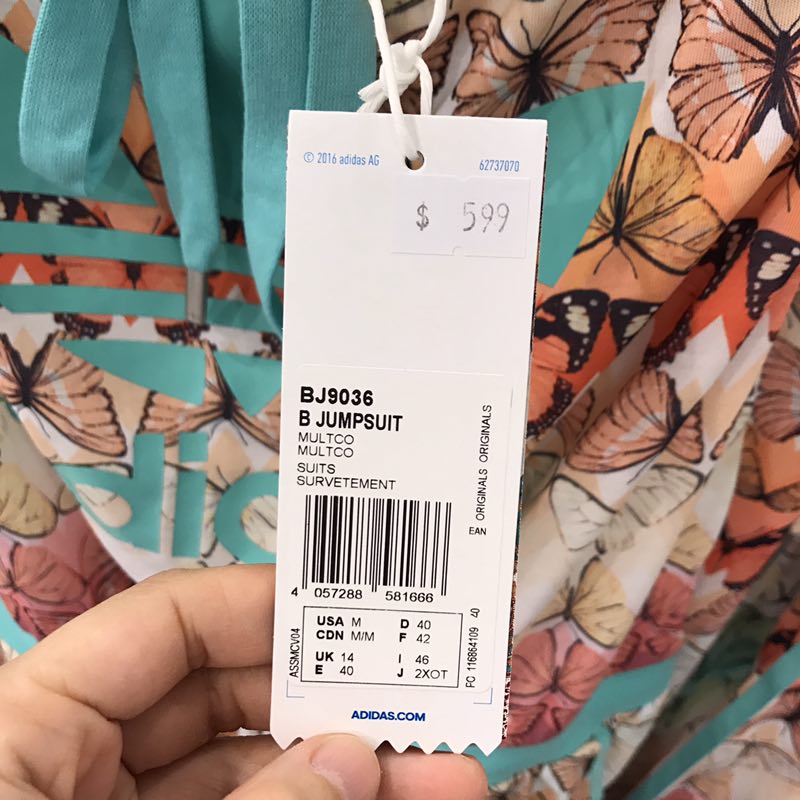 © 2016 adidas AG
62737070
$ 599
BJ9036
B JUMPSUIT
MULTCO
MULTCO
SUITS
SURVETEMENT
EAN ORIGINALS ORIGINALS
4 057288 581666
ASSMCV04
USA M D 40
CDN M/M F 42
UK 14 I 46
E 40 J 2XOT
PC 116864109 40
ADIDAS.COM